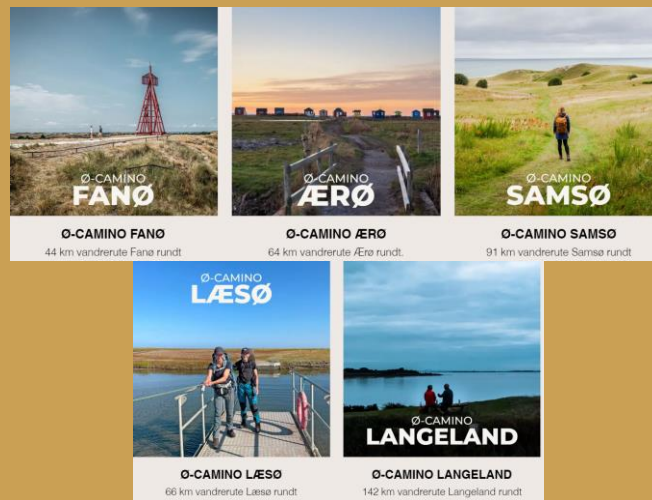 Ø-CAMINO
FANØ
Ø-CAMINO FANØ
44 km vandrerute Fanø rundt
Ø-CAMINO
ÆRØ
Ø-CAMINO ÆRØ
64 km vandrerute Ærø rundt.
Ø-CAMINO
SAMSØ
Ø-CAMINO SAMSØ
91 km vandrerute Samsø rundt
Ø-CAMINO
LÆSØ
Ø-CAMINO LÆSØ
66 km vandrerute Læsø rundt
Ø-CAMINO
LANGELAND
Ø-CAMINO LANGELAND
142 km vandrerute Langeland rundt